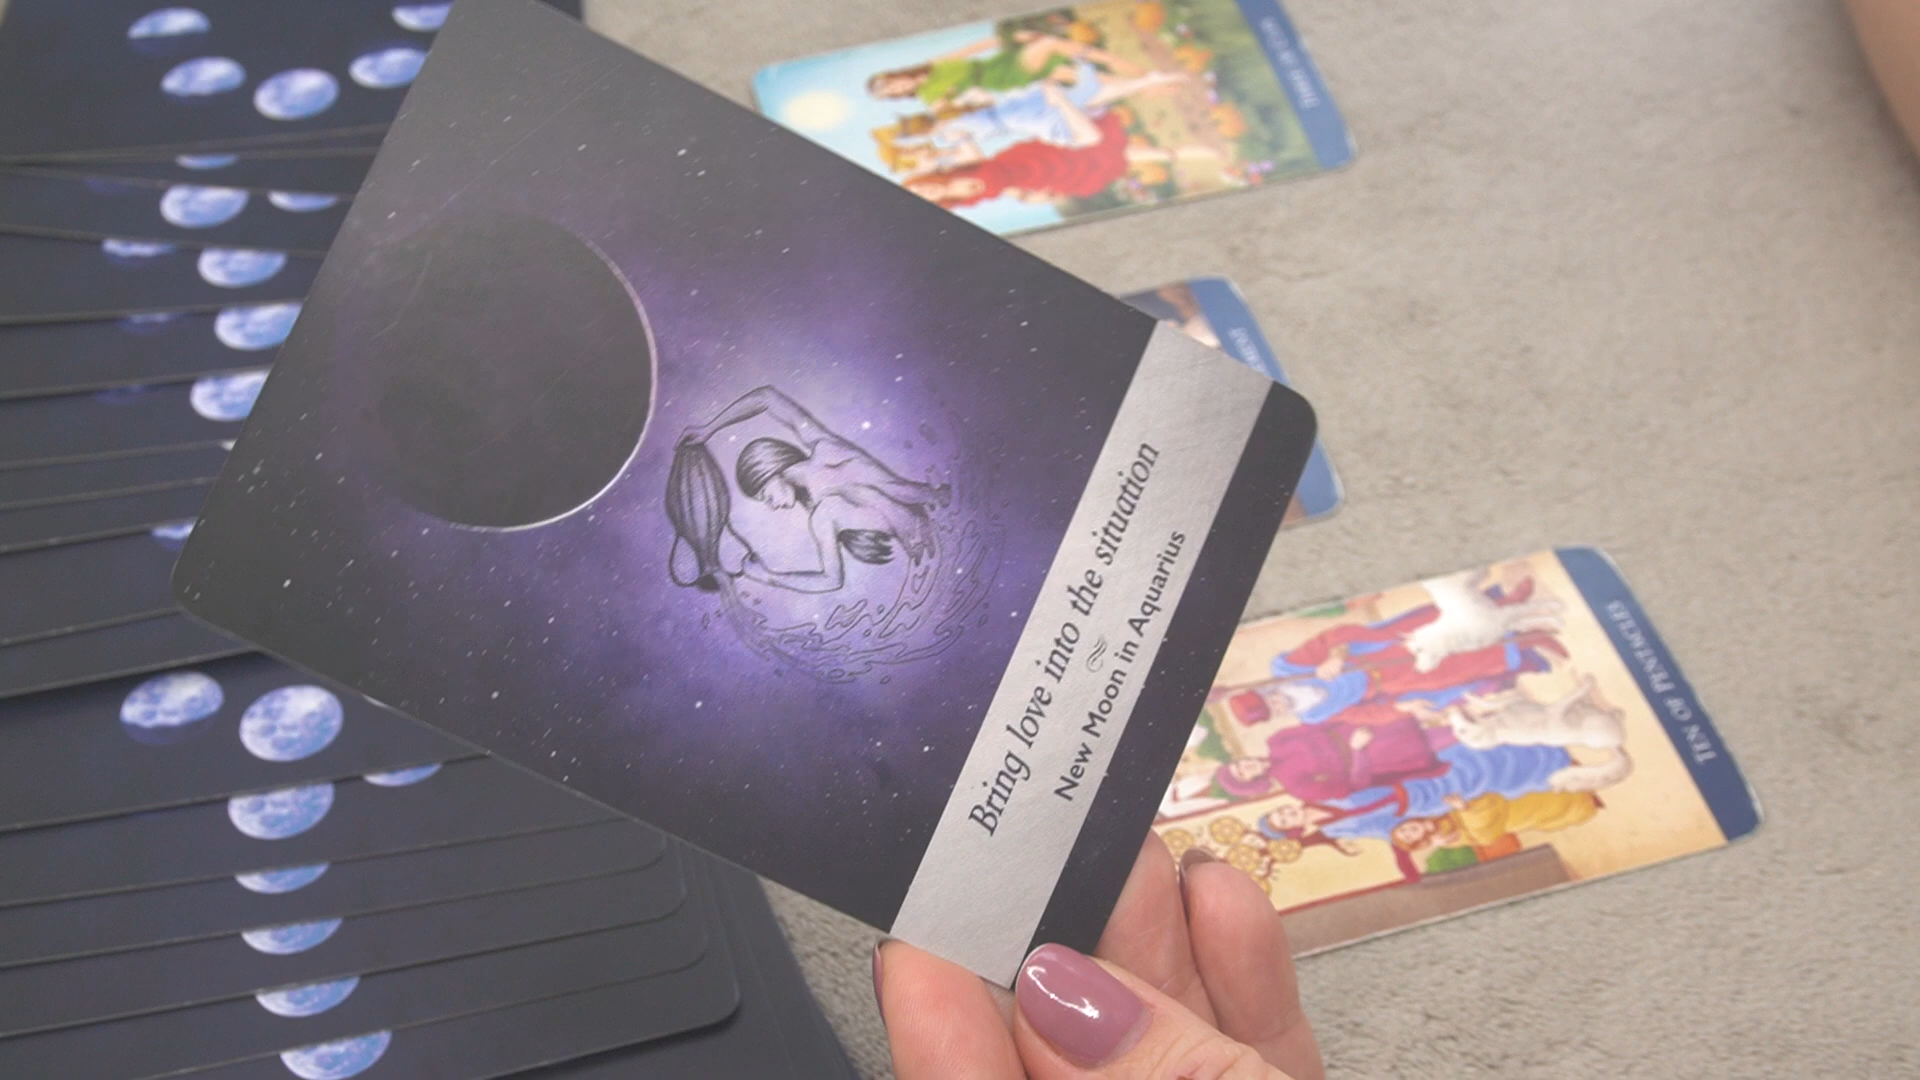 Bring love into the situation
New Moon in Aquarius
TEN OF PENTACLES